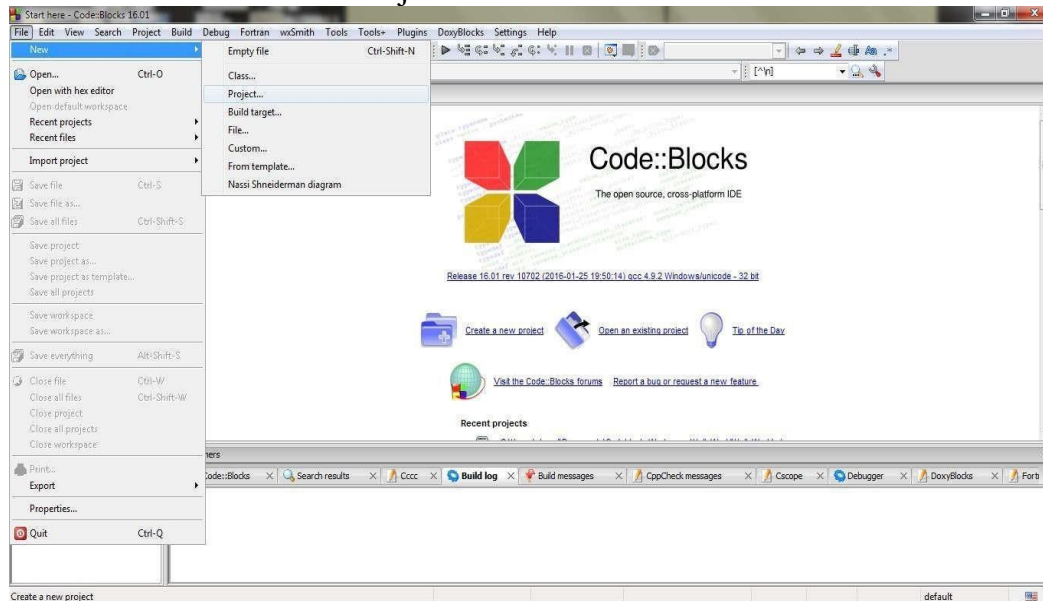 Start here - Code::Blocks 16.01
File Edit View Search Project Build Debug Fortran wxSmith Tools Tools+ Plugins DoxyBlocks Settings Help
New
Open... Ctrl-O
Open with hex editor
Open default workspace
Recent projects
Recent files
Import project
Save file Ctrl-S
Save file as...
Save all files Ctrl-Shift-S
Save project
Save project as...
Save project as template...
Save all projects
Save workspace
Save workspace as...
Save everything Alt-Shift-S
Close file Ctrl-W
Close all files Ctrl-Shift-W
Close project
Close all projects
Close workspace
Print...
Export
Properties...
Quit Ctrl-Q
Empty file Ctrl-Shift-N
Class...
Project...
Build target...
File...
Custom...
From template...
Nassi Shneiderman diagram
[^\n]
Code::Blocks
The open source, cross-platform IDE
Release 16.01 rev 10702 (2016-01-25 19:50:14) gcc 4.9.2 Windows/unicode - 32 bit
Create a new project Open an existing project Tip of the Day
Visit the Code::Blocks forums Report a bug or request a new feature
Recent projects
hers
Code::Blocks Search results Cccc Build log Build messages CppCheck messages Cscope Debugger DoxyBlocks Fortr
Create a new project default